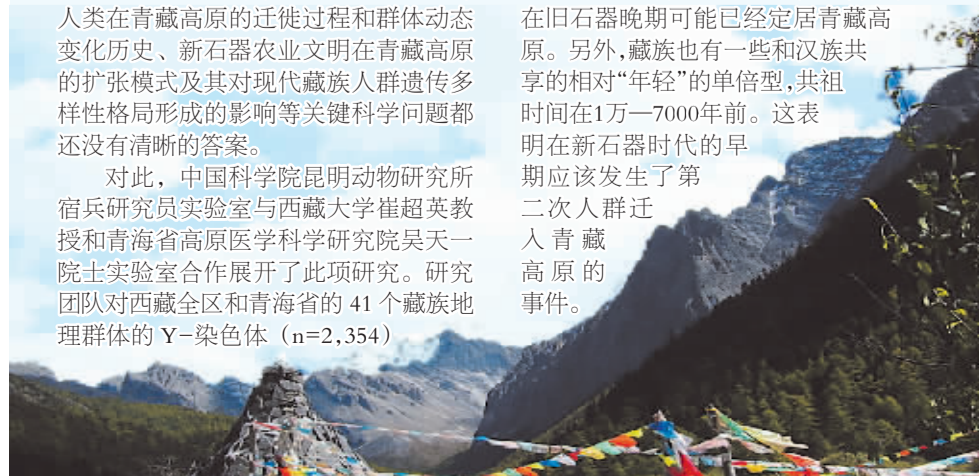 人类在青藏高原的迁徙过程和群体动态
变化历史、新石器农业文明在青藏高原
的扩张模式及其对现代藏族人群遗传多
样性格局形成的影响等关键科学问题都
还没有清晰的答案。
对此，中国科学院昆明动物研究所
宿兵研究员实验室与西藏大学崔超英教
授和青海省高原医学科学研究院吴天一
院士实验室合作展开了此项研究。研究
团队对西藏全区和青海省的 41 个藏族地
理群体的 Y-染色体（n=2,354）
在旧石器晚期可能已经定居青藏高
原。另外,藏族也有一些和汉族共
享的相对“年轻”的单倍型,共祖
时间在1万—7000年前。这表
明在新石器时代的早
期应该发生了第
二次人群迁
入青藏
高原的
事件。